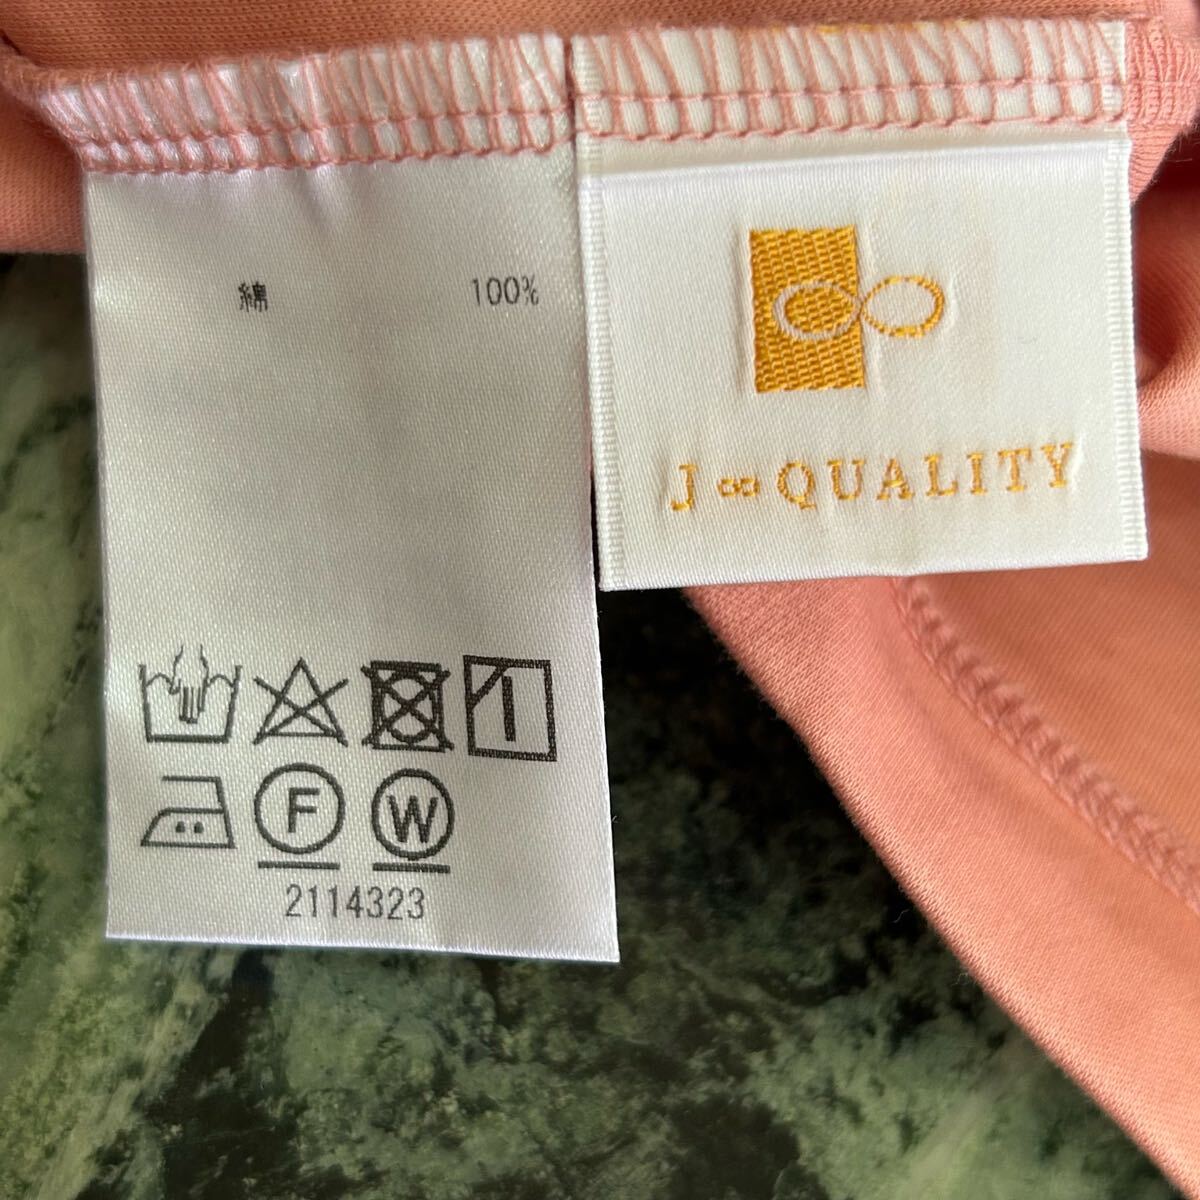 綿 100%
F W
2114323
J∞QUALITY